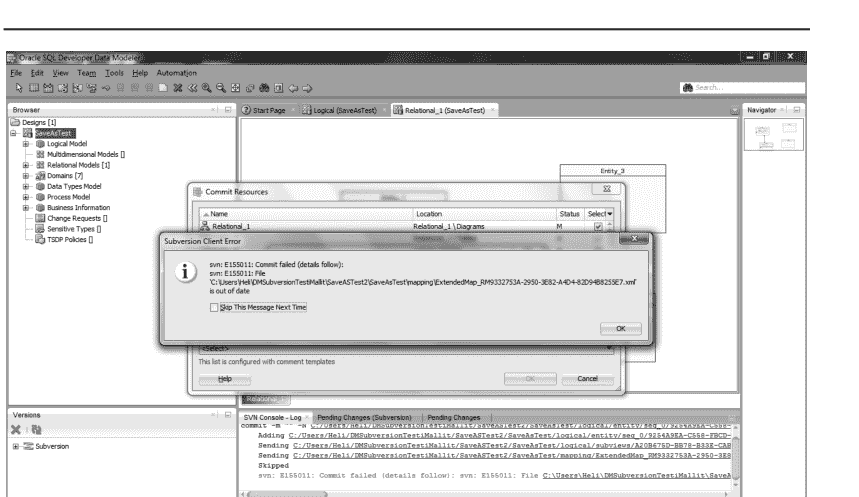 Oracle SQL Developer Data Modeler
File Edit View Team Tools Help Automation
Search...
Browser
Start Page
Logical (SaveAsTest)
Relational_1 (SaveAsTest)
Navigator
Designs [1]
SaveAsTest
Logical Model
Multidimensional Models []
Relational Models [1]
Domains [7]
Data Types Model
Process Model
Business Information
Change Requests []
Sensitive Types []
TSDP Policies []
Entity_3
Commit Resources
Name Location Status Select
Relational_1 Relational_1\Diagrams M
Subversion Client Error
svn: E155011: Commit failed (details follow):
svn: E155011: File
'C:\Users\Heli\DMSubversionTestiMallit\SaveASTest2\SaveAsTest\mapping\ExtendedMap_RM9332753A-2950-3E82-A4D4-82D94B8255E7.xml'
is out of date
Skip This Message Next Time
OK
<Select>
This list is configured with comment templates
Help OK Cancel
Versions
Subversion
SVN Console - Log Pending Changes (Subversion) Pending Changes
Adding C:/Users/Heli/DMSubversionTestiMallit/SaveASTest2/SaveAsTest/logical/entity/seg_0/9254A9EA-C558-FBCD-
Sending C:/Users/Heli/DMSubversionTestiMallit/SaveASTest2/SaveAsTest/logical/subviews/A20B675D-BB78-B33E-CAB
Sending C:/Users/Heli/DMSubversionTestiMallit/SaveASTest2/SaveAsTest/mapping/ExtendedMap_RM9332753A-2950-3E8
Skipped
svn: E155011: Commit failed (details follow): svn: E155011: File C:\Users\Heli\DMSubversionTestiMallit\SaveA